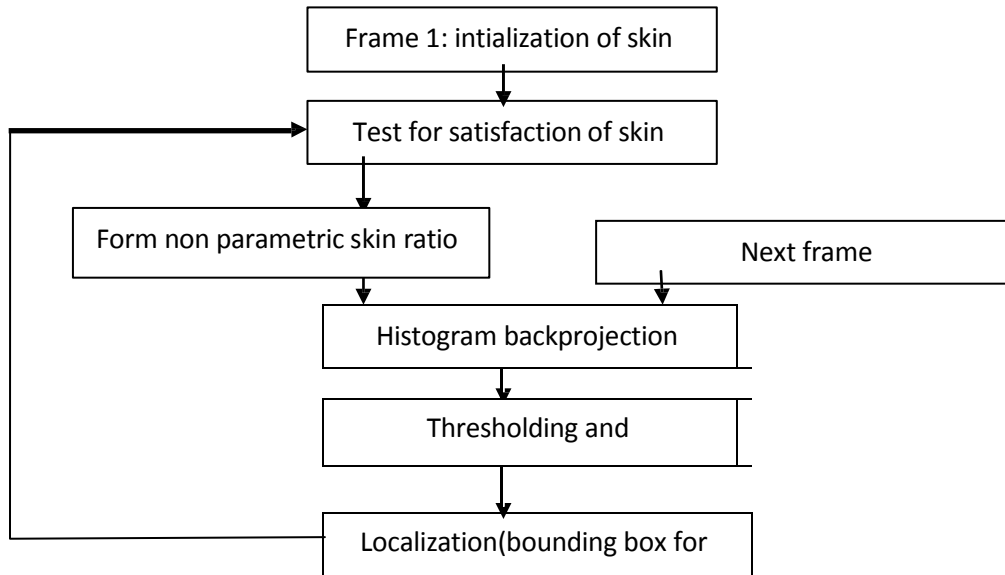 Frame 1: intialization of skin
Test for satisfaction of skin
Form non parametric skin ratio
Next frame
Histogram backprojection
Thresholding and
Localization(bounding box for